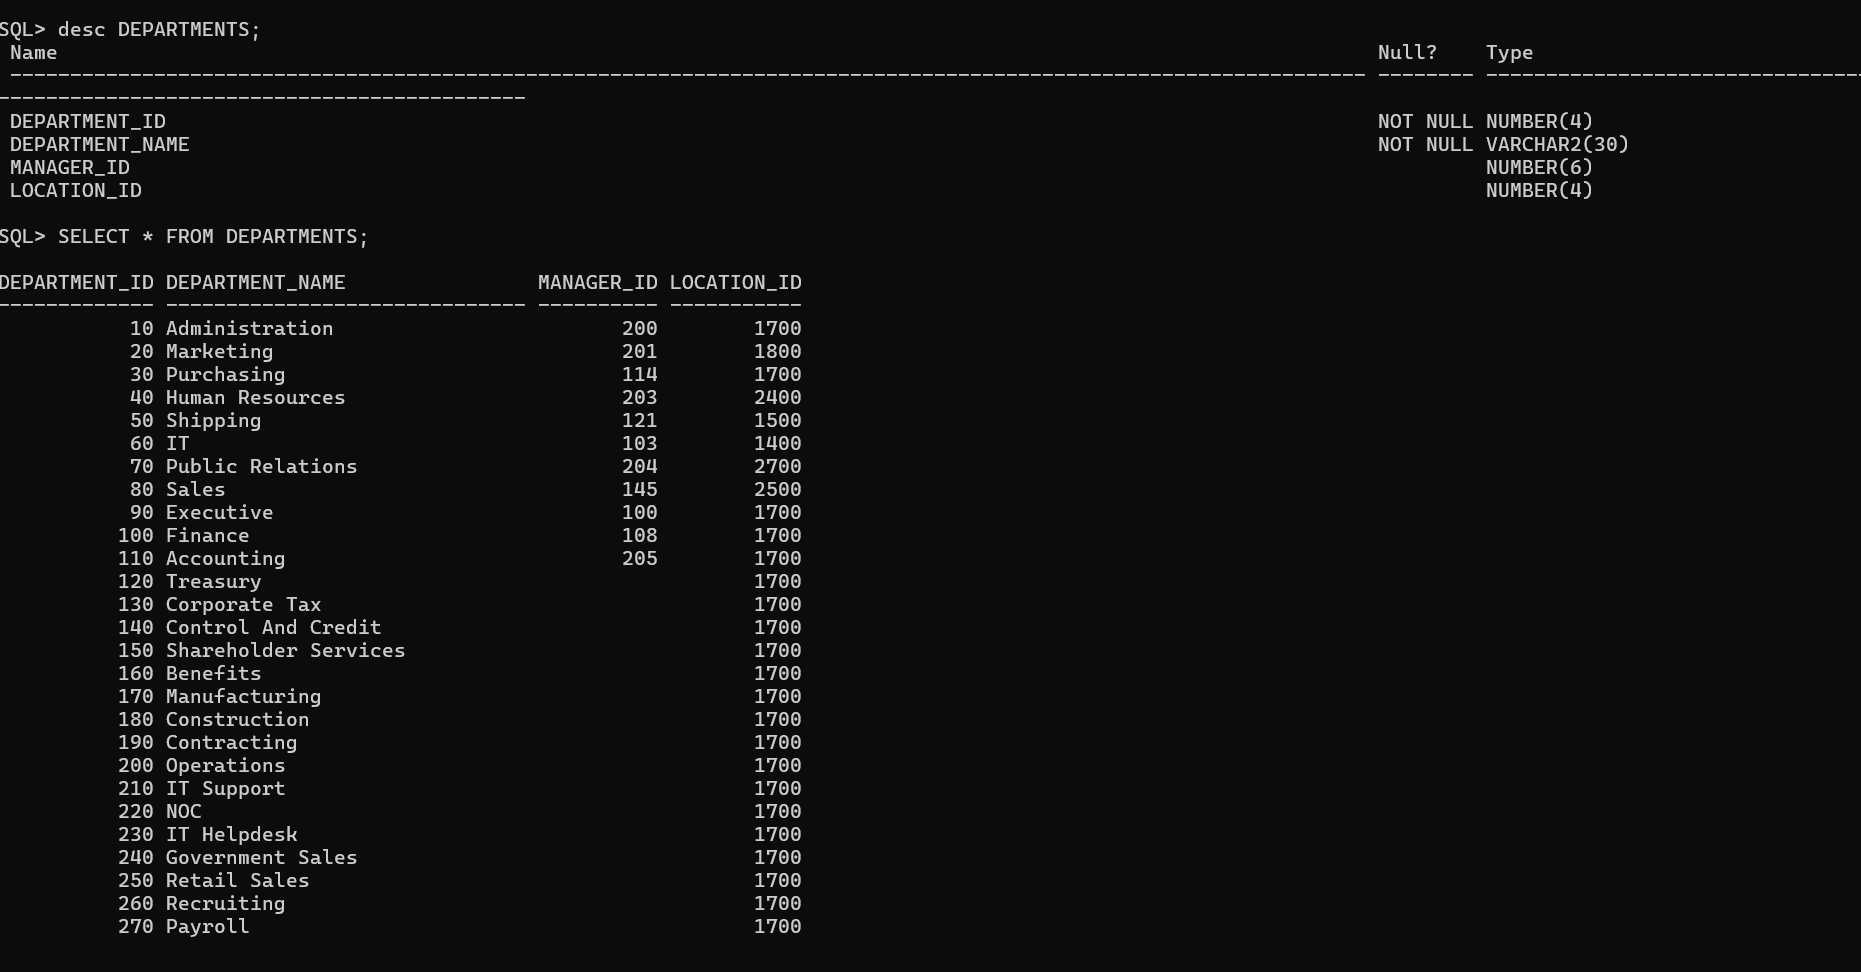 SQL> desc DEPARTMENTS;
Name Null? Type
----------------------------------------------------------------------------------------------------------------- -------- -------------------------------
--------------------------------------------
DEPARTMENT_ID NOT NULL NUMBER(4)
DEPARTMENT_NAME NOT NULL VARCHAR2(30)
MANAGER_ID NUMBER(6)
LOCATION_ID NUMBER(4)
SQL> SELECT * FROM DEPARTMENTS;
DEPARTMENT_ID DEPARTMENT_NAME MANAGER_ID LOCATION_ID
------------- ------------------------------ ---------- -----------
10 Administration 200 1700
20 Marketing 201 1800
30 Purchasing 114 1700
40 Human Resources 203 2400
50 Shipping 121 1500
60 IT 103 1400
70 Public Relations 204 2700
80 Sales 145 2500
90 Executive 100 1700
100 Finance 108 1700
110 Accounting 205 1700
120 Treasury 1700
130 Corporate Tax 1700
140 Control And Credit 1700
150 Shareholder Services 1700
160 Benefits 1700
170 Manufacturing 1700
180 Construction 1700
190 Contracting 1700
200 Operations 1700
210 IT Support 1700
220 NOC 1700
230 IT Helpdesk 1700
240 Government Sales 1700
250 Retail Sales 1700
260 Recruiting 1700
270 Payroll 1700